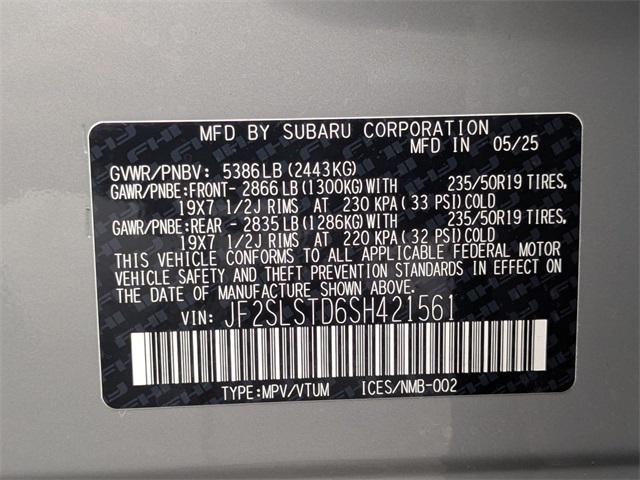 MFD BY SUBARU CORPORATION
MFD IN 05/25
GVWR/PNBV: 5386LB (2443KG)
GAWR/PNBE:FRONT- 2866LB (1300KG)WITH 235/50R19 TIRES,
19X7 1/2J RIMS AT 230 KPA (33 PSI)COLD
GAWR/PNBE:REAR - 2835LB (1286KG)WITH 235/50R19 TIRES,
19X7 1/2J RIMS AT 220 KPA (32 PSI)COLD
THIS VEHICLE CONFORMS TO ALL APPLICABLE FEDERAL MOTOR
VEHICLE SAFETY AND THEFT PREVENTION STANDARDS IN EFFECT ON
THE DATE OF MANUFACTURE SHOWN ABOVE.
VIN: JF2SLSTD6SH421561
TYPE:MPV/VTUM ICES/NMB-002